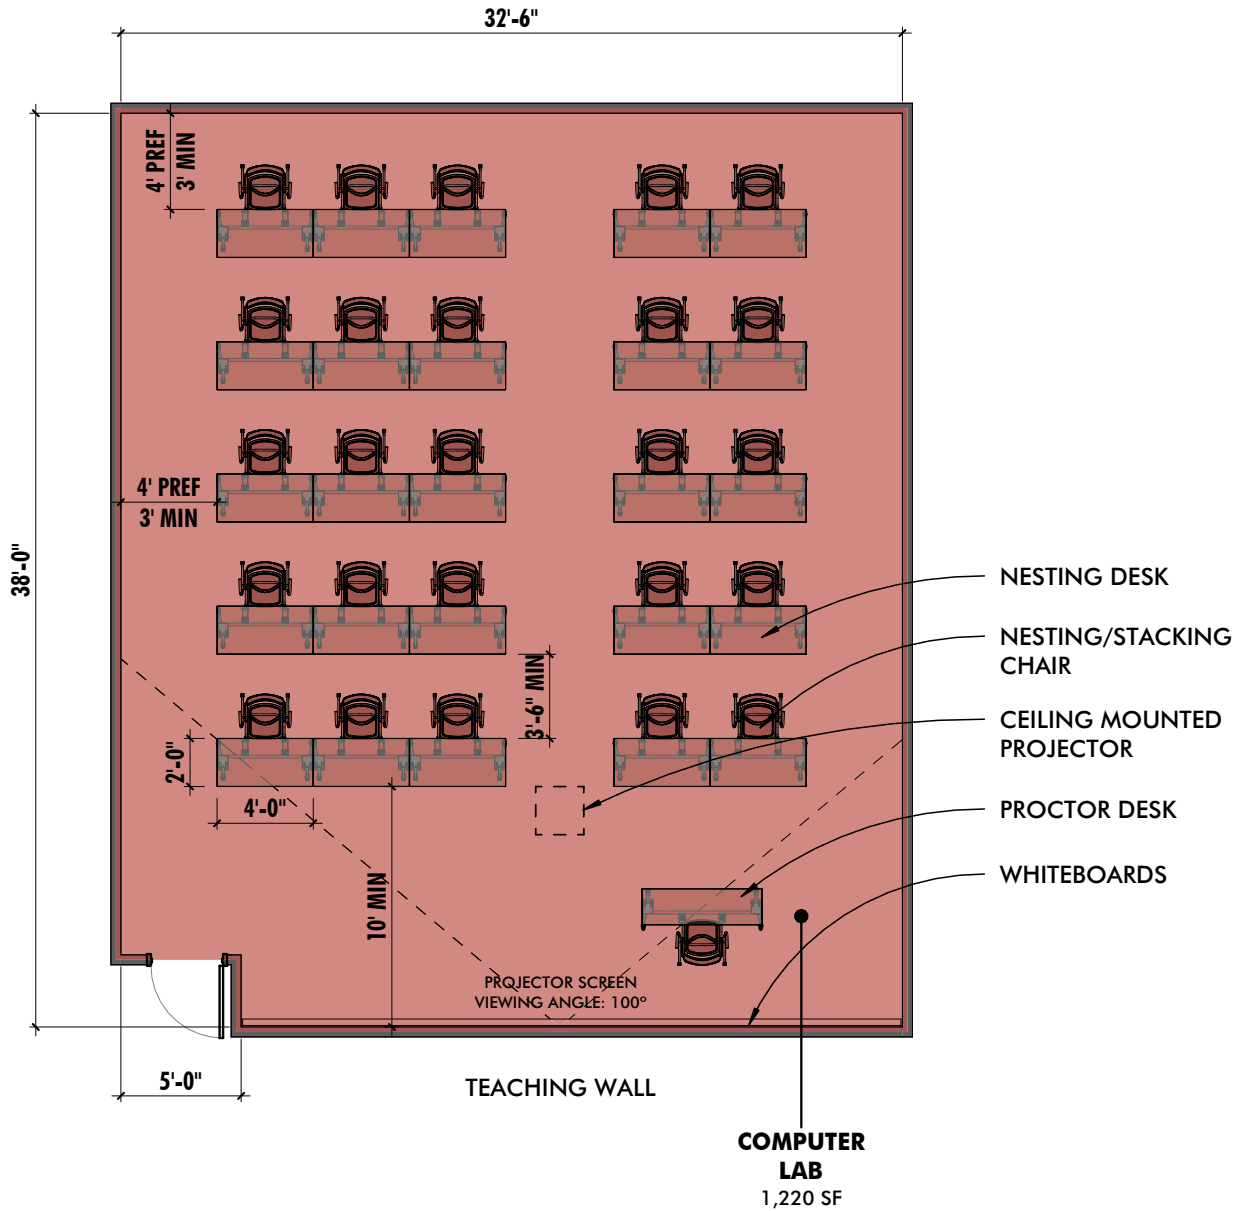 32'-6"
4' PREF
3' MIN
4' PREF
3' MIN
38'-0"
NESTING DESK
NESTING/STACKING
CHAIR
3'-6" MIN
CEILING MOUNTED
PROJECTOR
2'-0"
4'-0"
PROCTOR DESK
WHITEBOARDS
10' MIN
PROJECTOR SCREEN
VIEWING ANGLE: 100°
5'-0"
TEACHING WALL
COMPUTER
LAB
1,220 SF